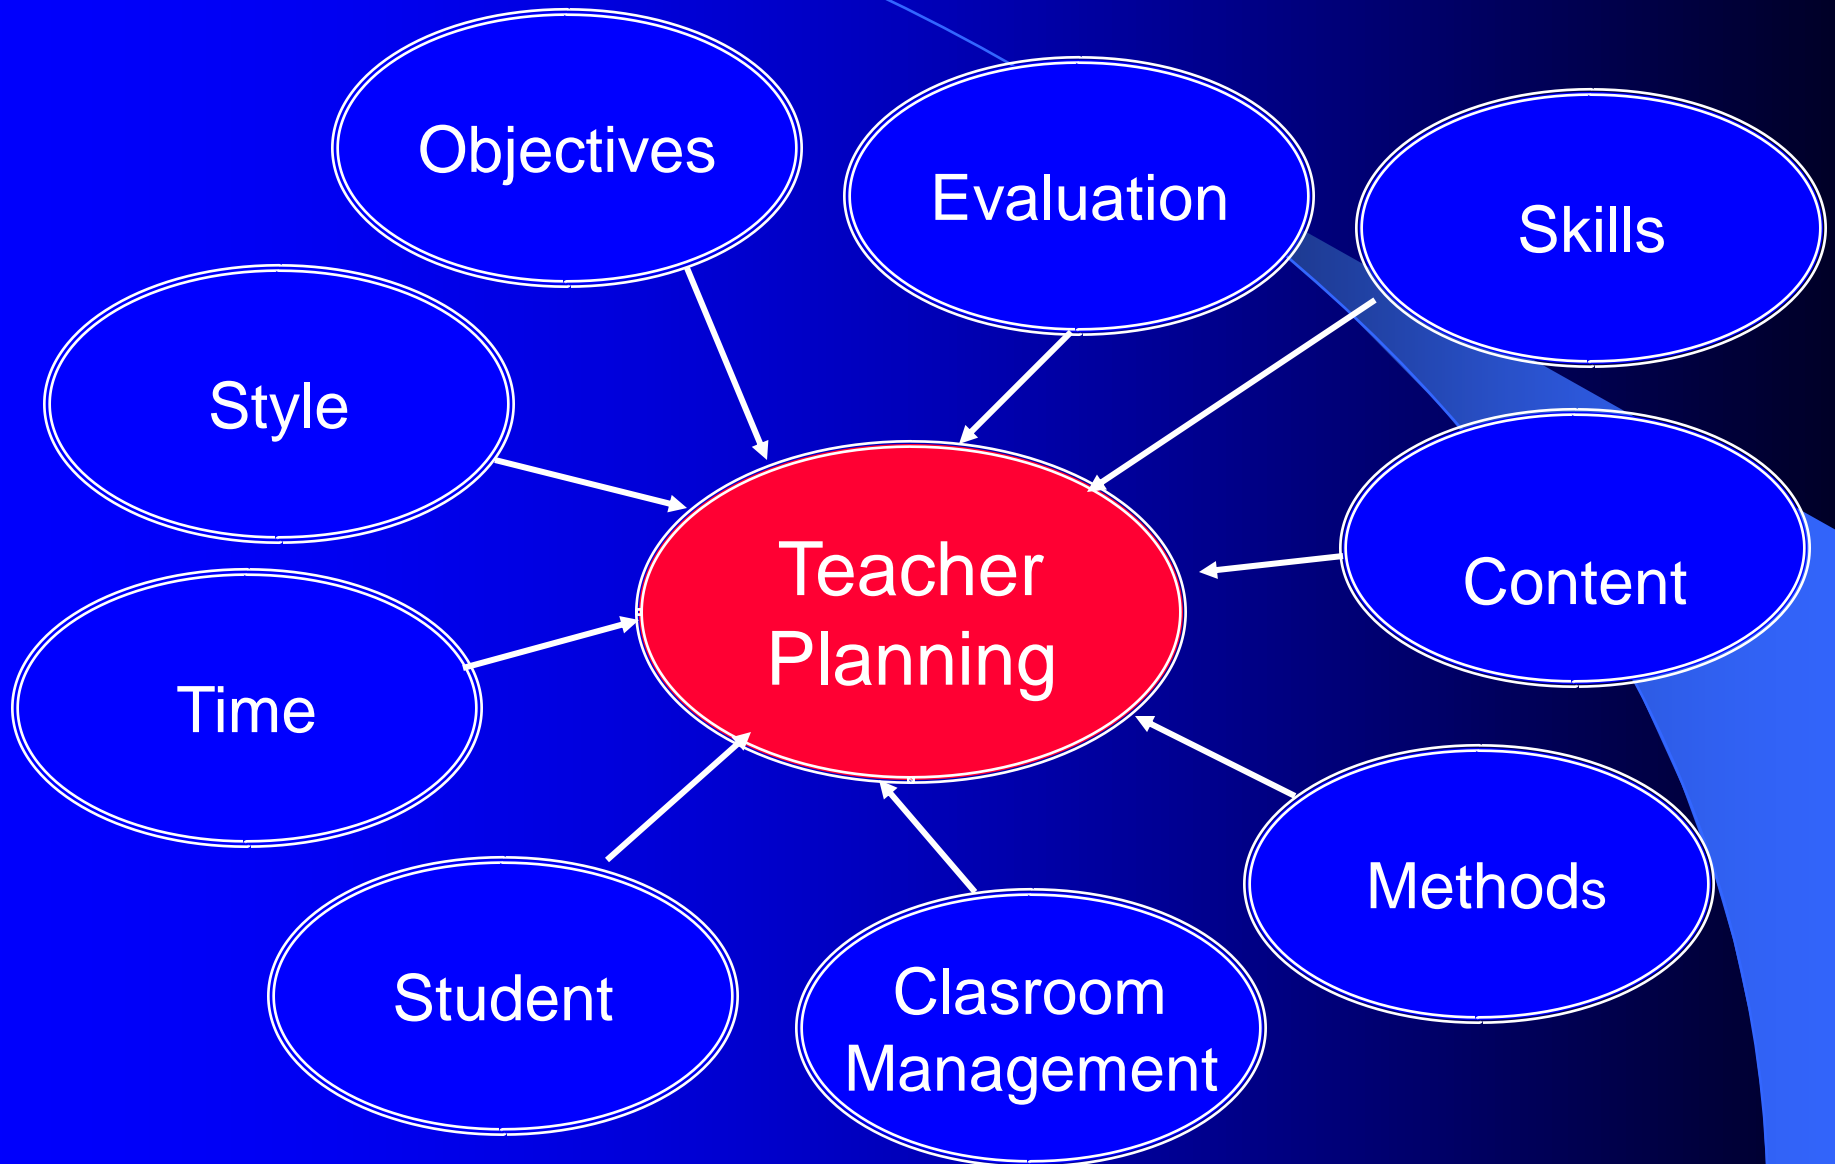 Objectives
Evaluation
Skills
Style
Content
Teacher
Planning
Time
Methods
Student
Clasroom
Management